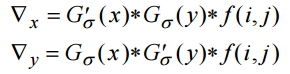 ∇x = G′σ(x)*Gσ(y)*f(i,j)
∇y = Gσ(x)*G′σ(y)*f(i,j)